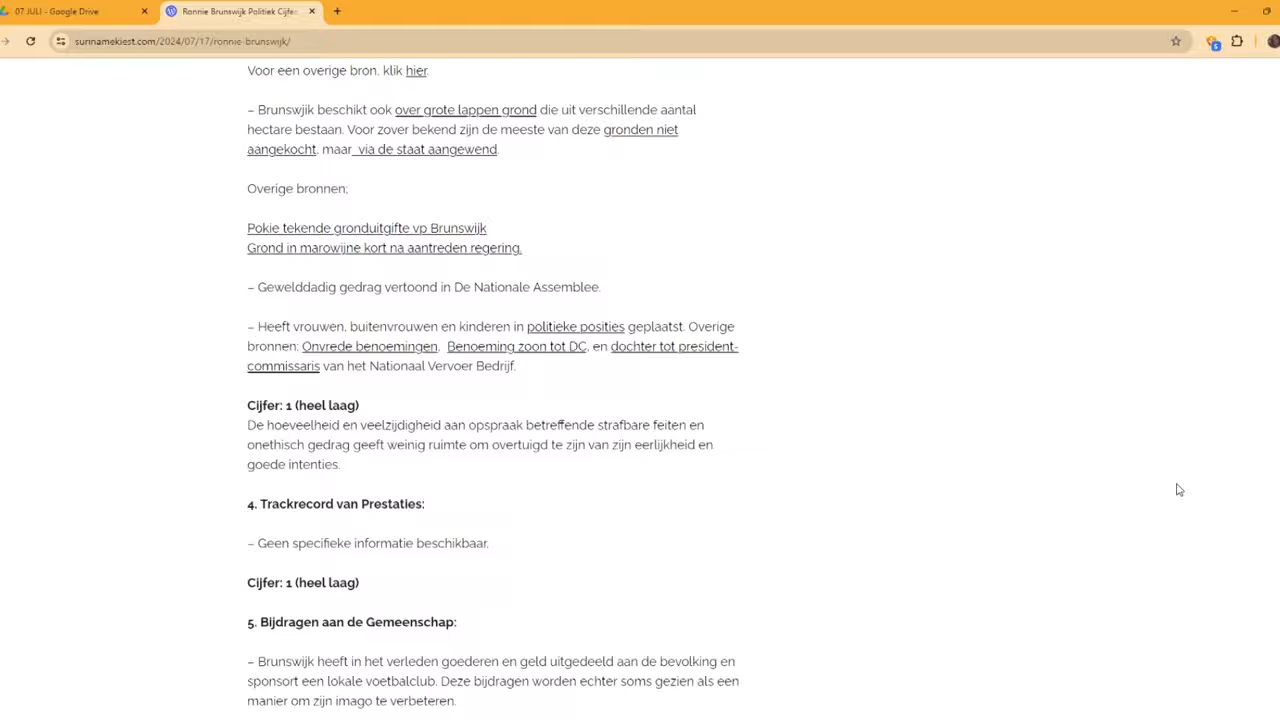 07 JULI - Google Drive
Ronnie Brunswijk Politiek Cijfe
surinamekiest.com/2024/07/17/ronnie-brunswijk/
Voor een overige bron, klik hier.
– Brunswijk beschikt ook over grote lappen grond die uit verschillende aantal
hectare bestaan. Voor zover bekend zijn de meeste van deze gronden niet
aangekocht, maar via de staat aangewend.
Overige bronnen;
Pokie tekende gronduitgifte vp Brunswijk
Grond in marowijne kort na aantreden regering.
– Gewelddadig gedrag vertoond in De Nationale Assemblee.
– Heeft vrouwen, buitenvrouwen en kinderen in politieke posities geplaatst. Overige
bronnen: Onvrede benoemingen, Benoeming zoon tot DC, en dochter tot president-
commissaris van het Nationaal Vervoer Bedrijf.
Cijfer: 1 (heel laag)
De hoeveelheid en veelzijdigheid aan opspraak betreffende strafbare feiten en
onethisch gedrag geeft weinig ruimte om overtuigd te zijn van zijn eerlijkheid en
goede intenties.
4. Trackrecord van Prestaties:
– Geen specifieke informatie beschikbaar.
Cijfer: 1 (heel laag)
5. Bijdragen aan de Gemeenschap:
– Brunswijk heeft in het verleden goederen en geld uitgedeeld aan de bevolking en
sponsort een lokale voetbalclub. Deze bijdragen worden echter soms gezien als een
manier om zijn imago te verbeteren.